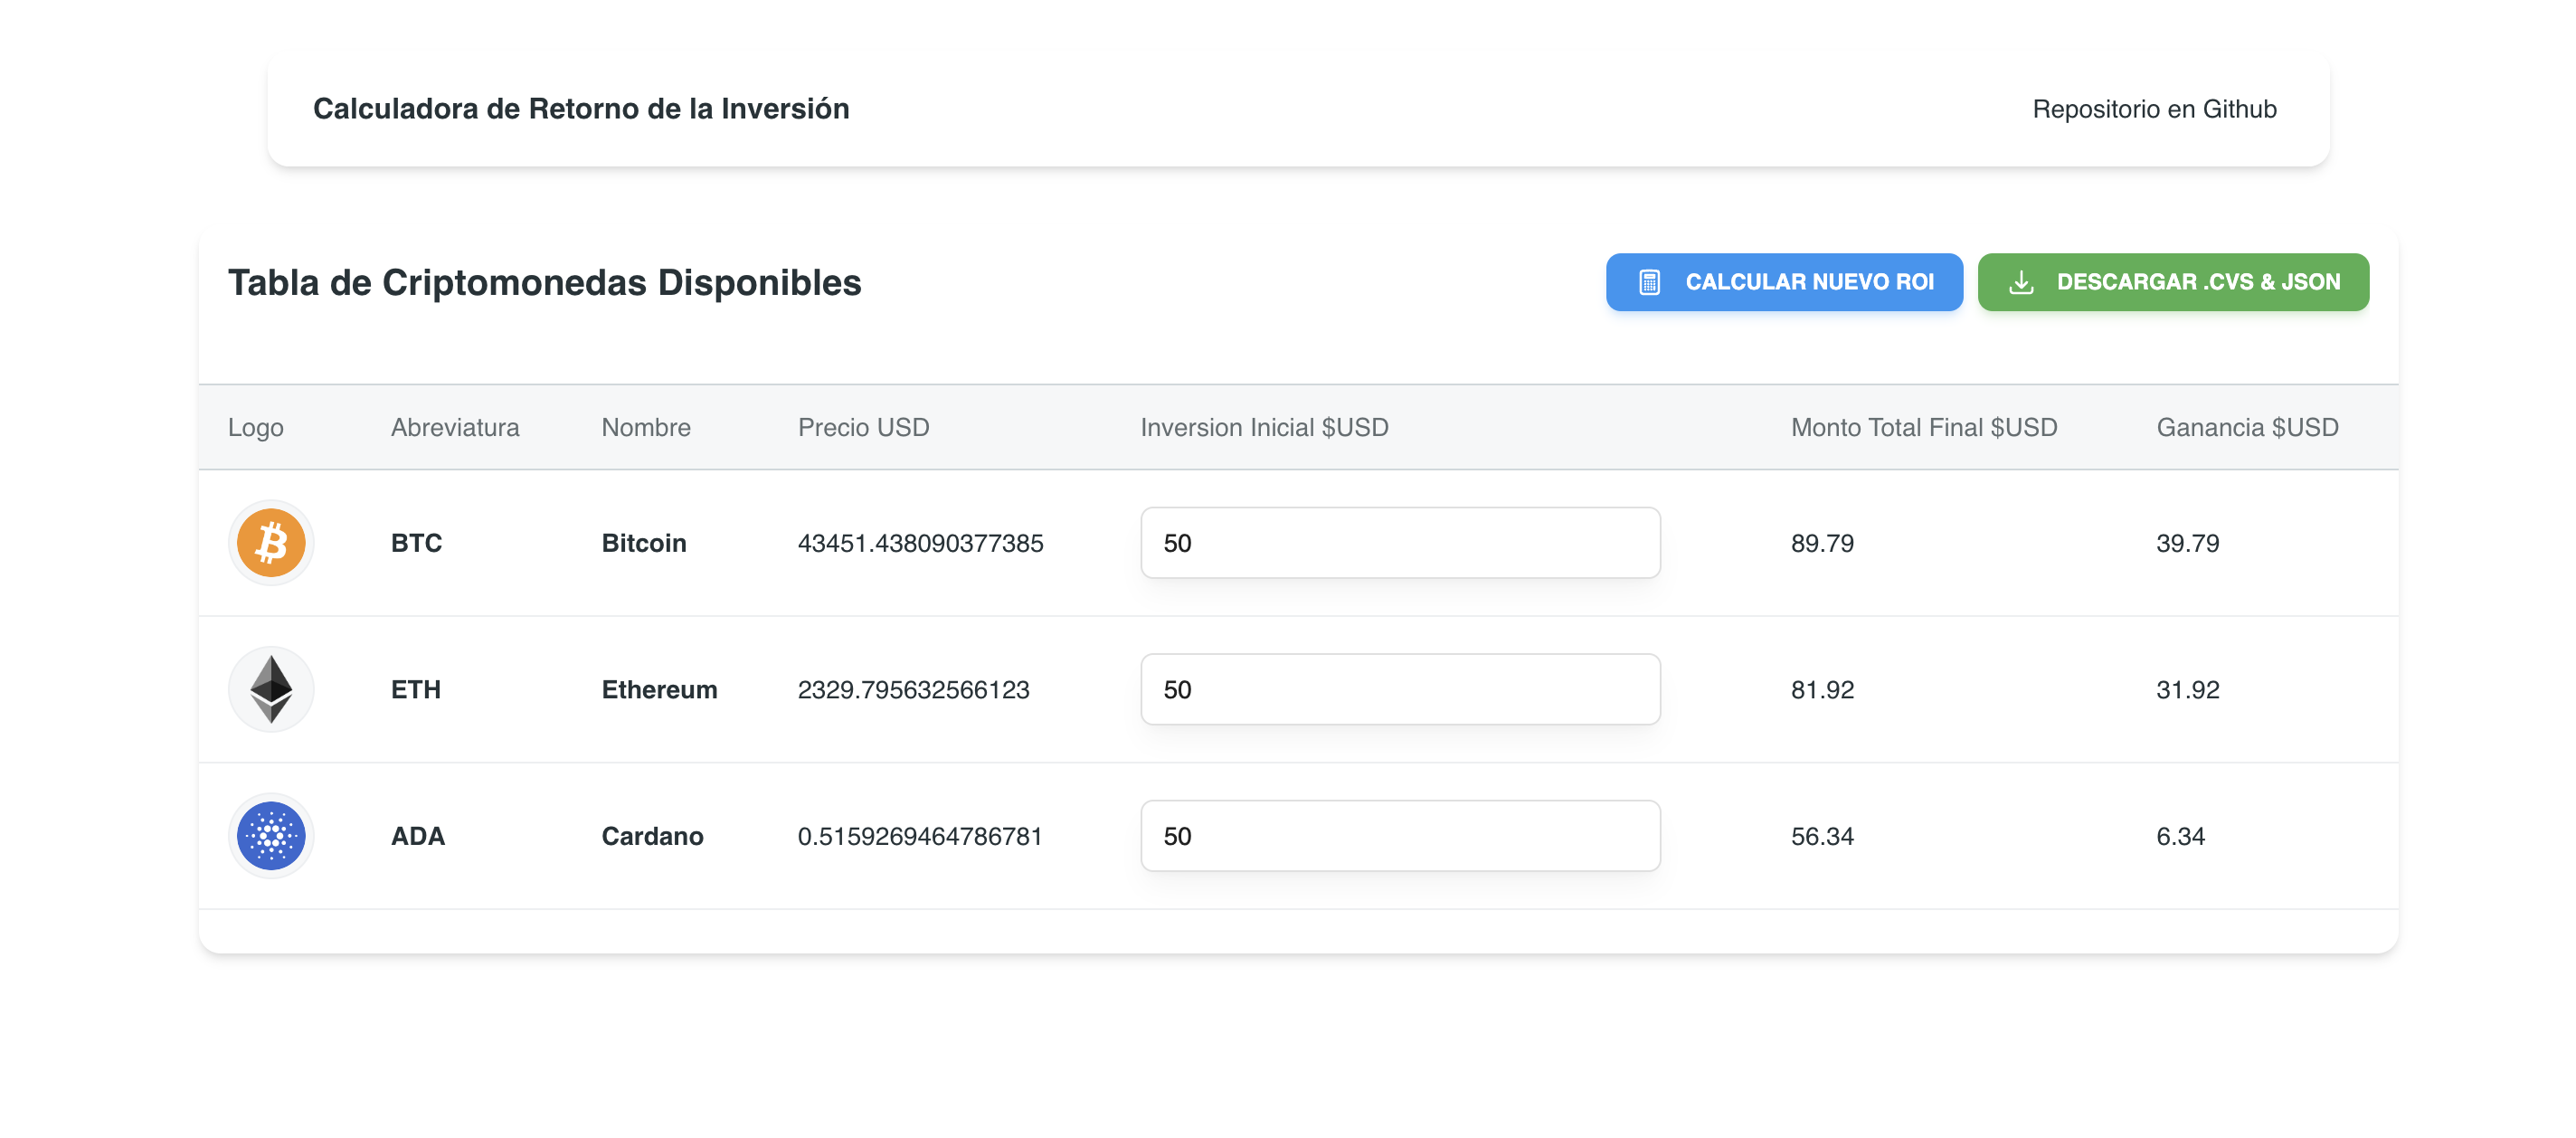 Calculadora de Retorno de la Inversión
Repositorio en Github
Tabla de Criptomonedas Disponibles
CALCULAR NUEVO ROI
DESCARGAR .CVS & JSON
Logo Abreviatura Nombre Precio USD Inversion Inicial $USD Monto Total Final $USD Ganancia $USD
BTC Bitcoin 43451.438090377385 50 89.79 39.79
ETH Ethereum 2329.795632566123 50 81.92 31.92
ADA Cardano 0.5159269464786781 50 56.34 6.34